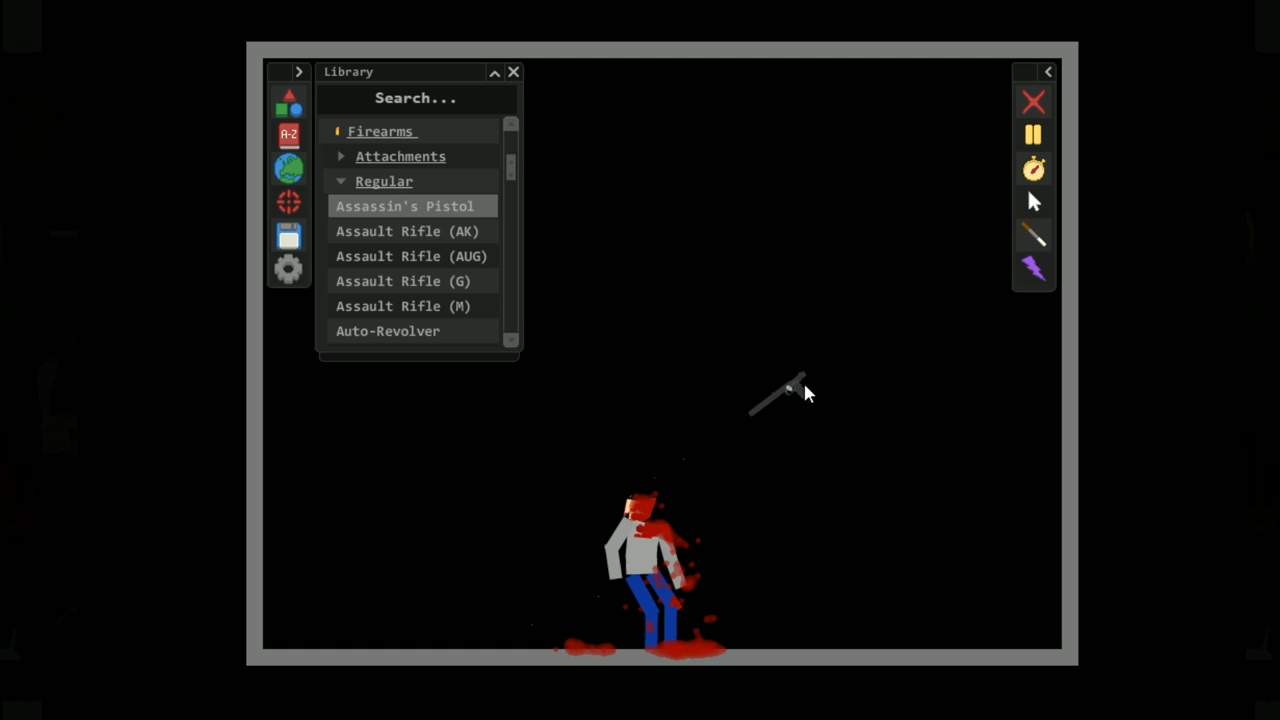 Library
Search...
A-Z
Firearms
Attachments
Regular
Assassin's Pistol
Assault Rifle (AK)
Assault Rifle (AUG)
Assault Rifle (G)
Assault Rifle (M)
Auto-Revolver